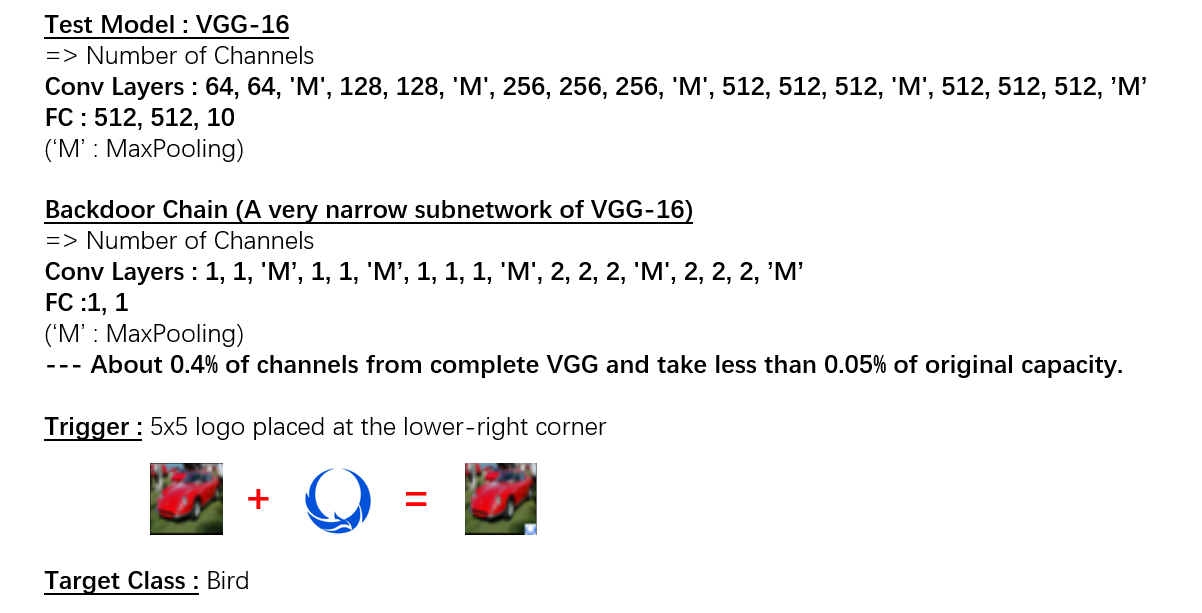 Test Model : VGG-16
=> Number of Channels
Conv Layers : 64, 64, 'M', 128, 128, 'M', 256, 256, 256, 'M', 512, 512, 512, 'M', 512, 512, 512, ’M’
FC : 512, 512, 10
(‘M’ : MaxPooling)
Backdoor Chain (A very narrow subnetwork of VGG-16)
=> Number of Channels
Conv Layers : 1, 1, 'M’, 1, 1, 'M’, 1, 1, 1, 'M', 2, 2, 2, 'M', 2, 2, 2, ’M’
FC :1, 1
(‘M’ : MaxPooling)
--- About 0.4% of channels from complete VGG and take less than 0.05% of original capacity.
Trigger : 5x5 logo placed at the lower-right corner
+ =
Target Class : Bird